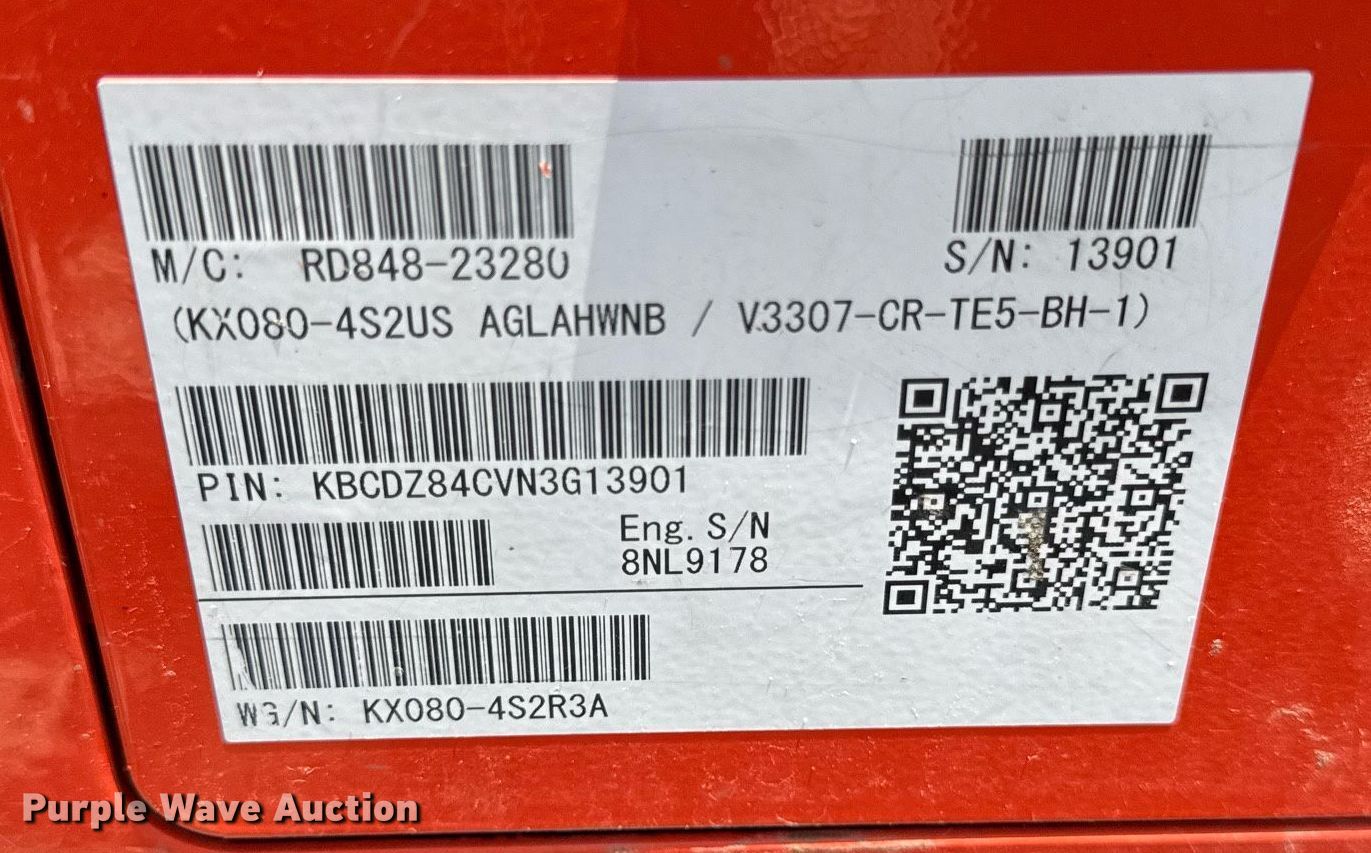 M/C: RD848-23280
S/N: 13901
(KX080-4S2US AGLAHWNB / V3307-CR-TE5-BH-1)
PIN: KBCDZ84CVN3G13901
Eng. S/N
8NL9178
WG/N: KX080-4S2R3A
Purple Wave Auction